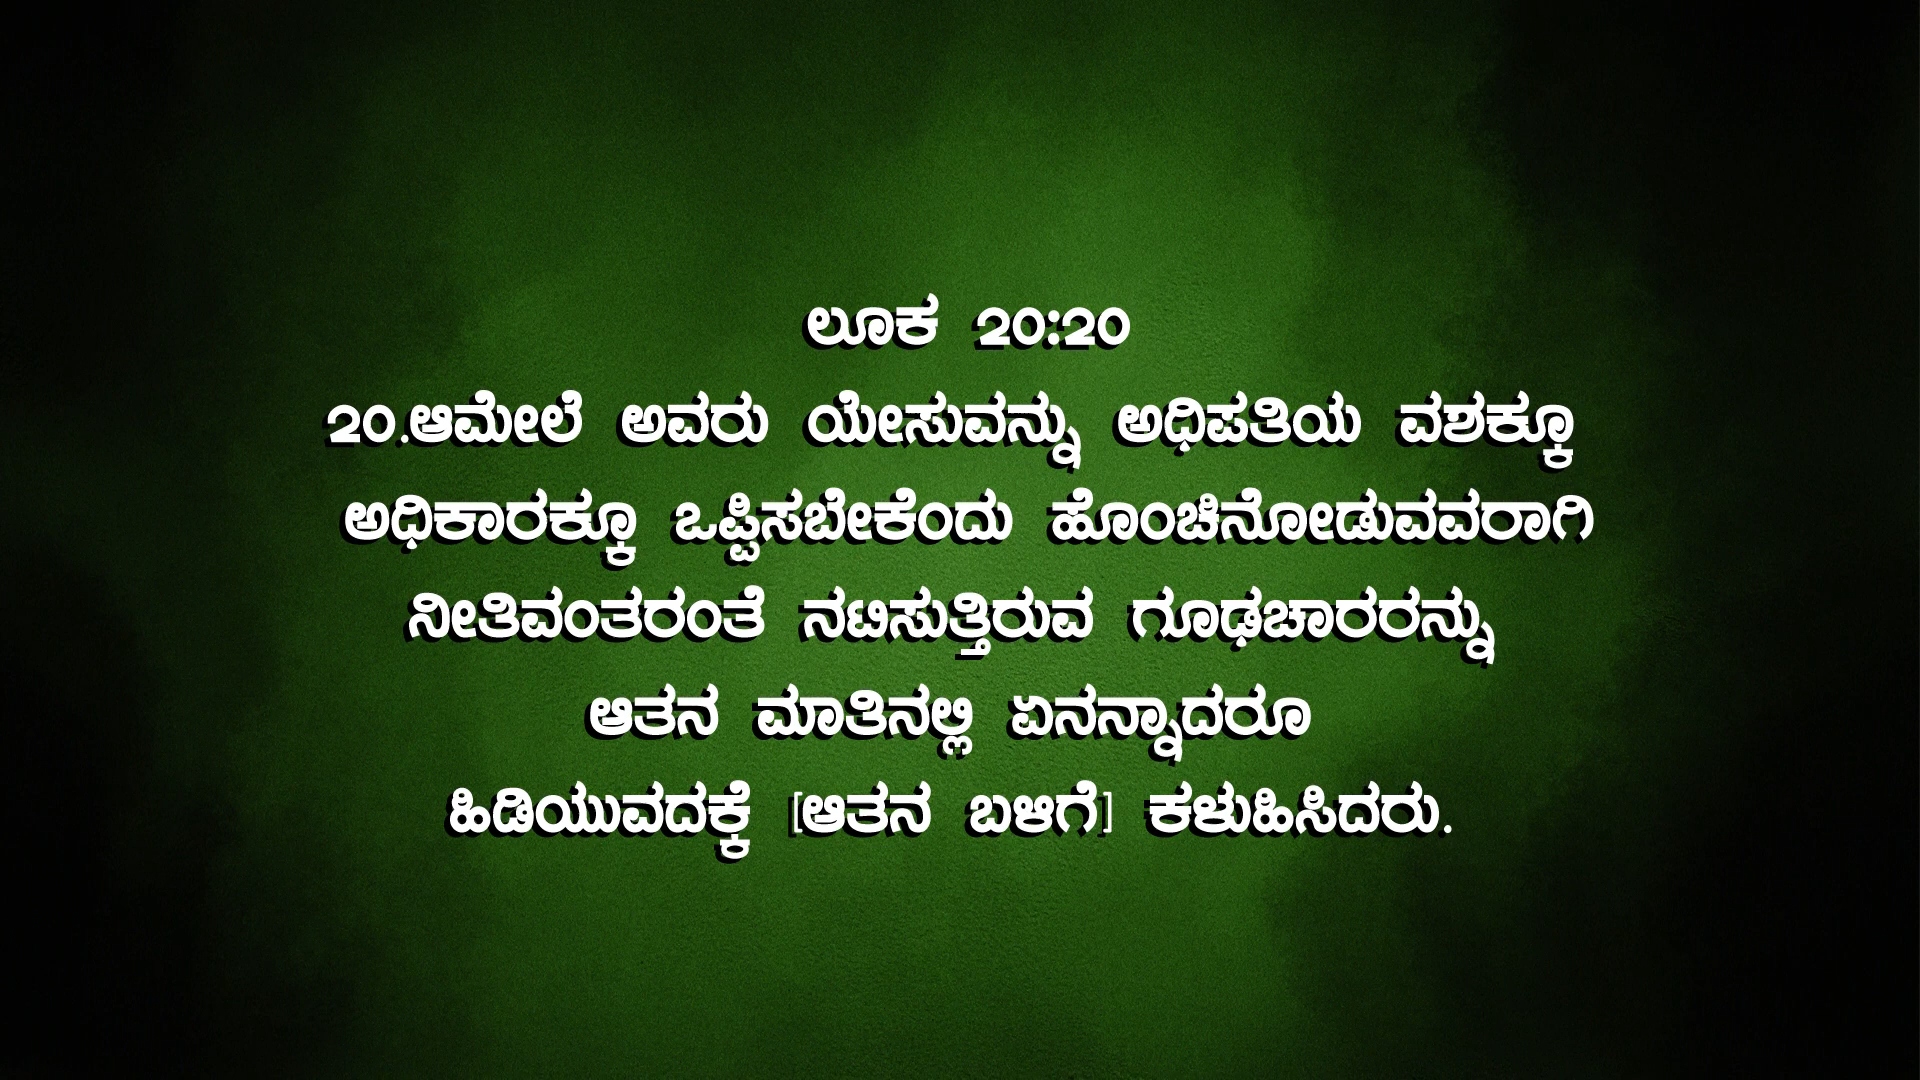 ಲೂಕ 20:20
20.ಆಮೇಲೆ ಅವರು ಯೇಸುವನ್ನು ಅಧಿಪತಿಯ ವಶಕ್ಕೂ
ಅಧಿಕಾರಕ್ಕೂ ಒಪ್ಪಿಸಬೇಕೆಂದು ಹೊಂಚಿನೋಡುವವರಾಗಿ
ನೀತಿವಂತರಂತೆ ನಟಿಸುತ್ತಿರುವ ಗೂಢಚಾರರನ್ನು
ಆತನ ಮಾತಿನಲ್ಲಿ ಏನನ್ನಾದರೂ
ಹಿಡಿಯುವದಕ್ಕೆ [ಆತನ ಬಳಿಗೆ] ಕಳುಹಿಸಿದರು.